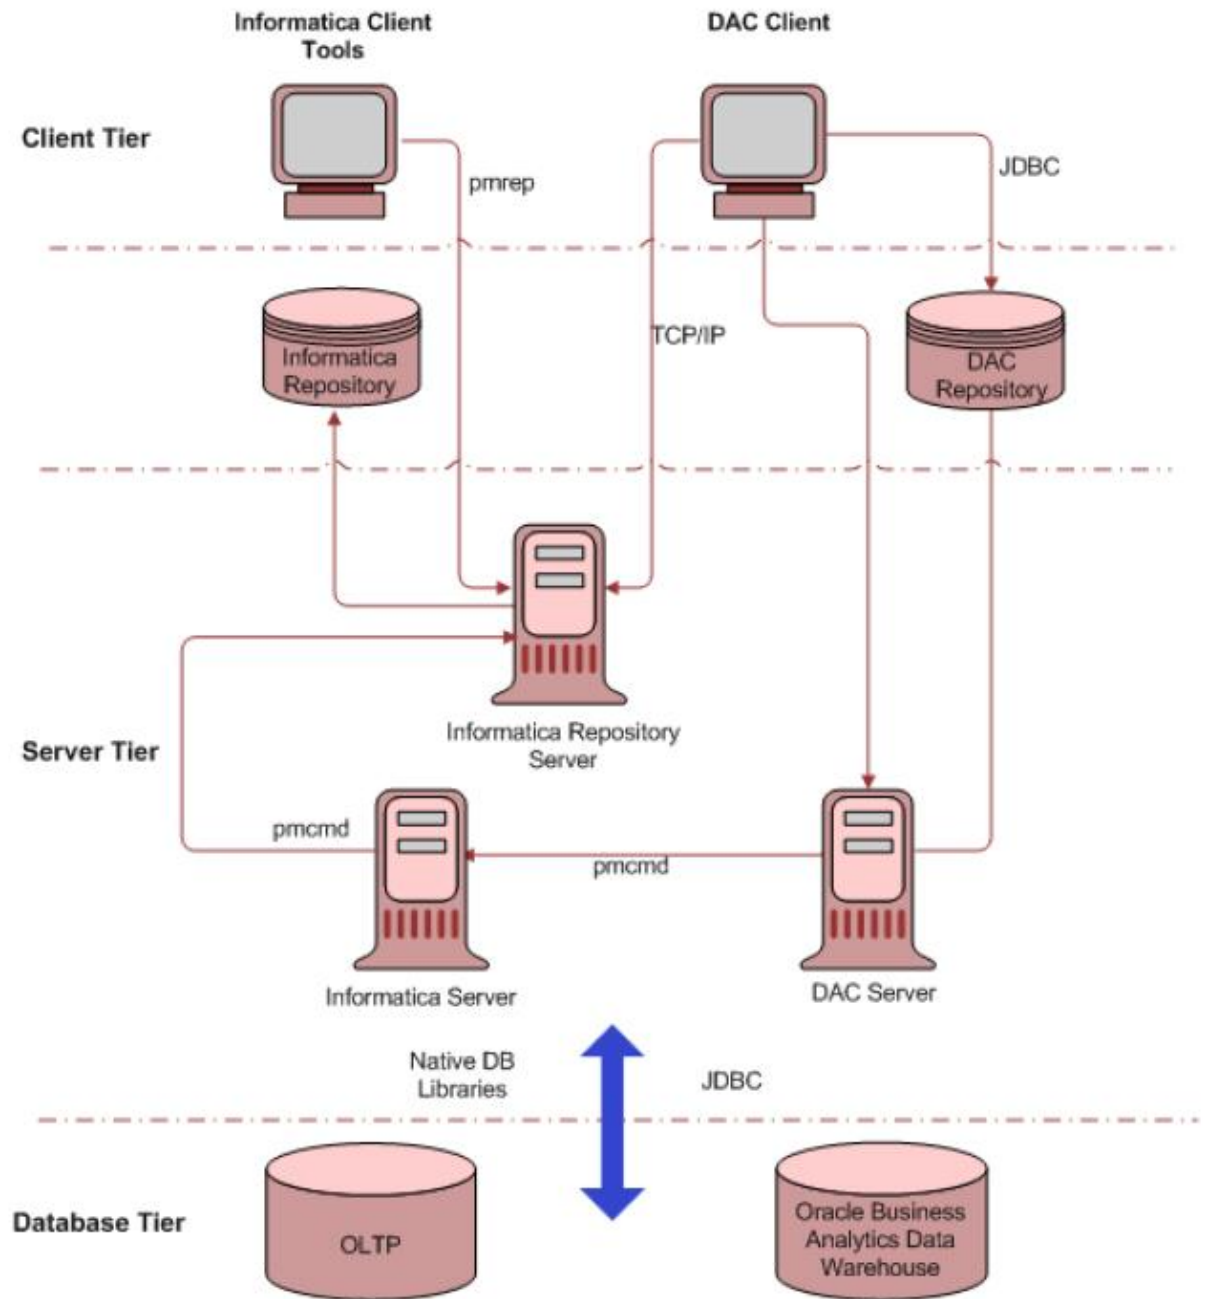 Informatica Client
Tools
DAC Client
Client Tier
pmrep
JDBC
TCP/IP
Informatica
Repository
DAC
Repository
Informatica Repository
Server
Server Tier
pmcmd
pmcmd
Informatica Server
DAC Server
Native DB
Libraries
JDBC
Database Tier
OLTP
Oracle Business
Analytics Data
Warehouse